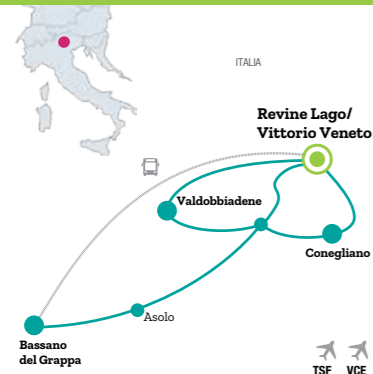 ITALIA
Revine Lago/
Vittorio Veneto
Valdobbiadene
Conegliano
Asolo
Bassano
del Grappa
TSF VCE